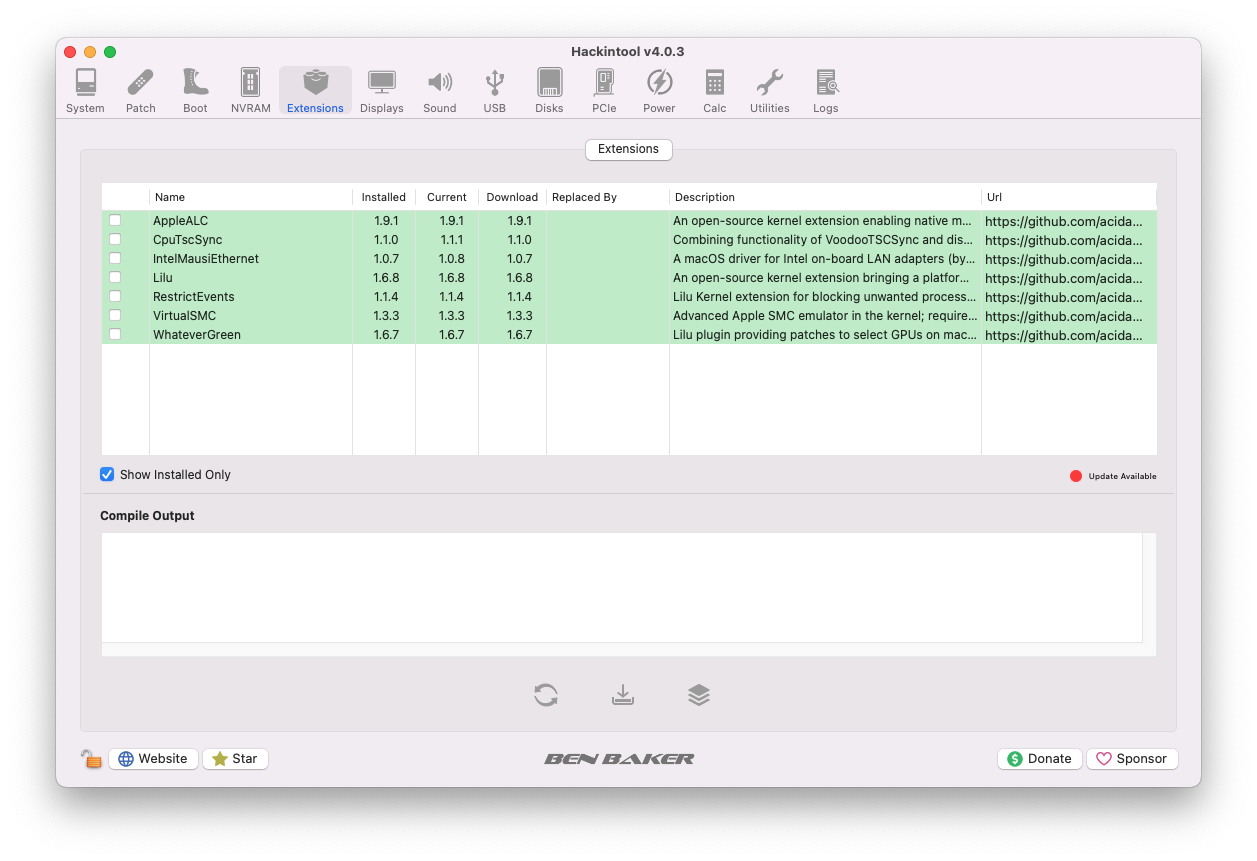 Hackintool v4.0.3
System Patch Boot NVRAM Extensions Displays Sound USB Disks PCIe Power Calc Utilities Logs
Extensions
Name Installed Current Download Replaced By Description Url
AppleALC 1.9.1 1.9.1 1.9.1 An open-source kernel extension enabling native m... https://github.com/acida...
CpuTscSync 1.1.0 1.1.1 1.1.0 Combining functionality of VoodooTSCSync and dis... https://github.com/acida...
IntelMausiEthernet 1.0.7 1.0.8 1.0.7 A macOS driver for Intel on-board LAN adapters (by... https://github.com/acida...
Lilu 1.6.8 1.6.8 1.6.8 An open-source kernel extension bringing a platfor... https://github.com/acida...
RestrictEvents 1.1.4 1.1.4 1.1.4 Lilu Kernel extension for blocking unwanted process... https://github.com/acida...
VirtualSMC 1.3.3 1.3.3 1.3.3 Advanced Apple SMC emulator in the kernel; require... https://github.com/acida...
WhateverGreen 1.6.7 1.6.7 1.6.7 Lilu plugin providing patches to select GPUs on mac... https://github.com/acida...
Show Installed Only Update Available
Compile Output
Website Star BEN BAKER Donate Sponsor